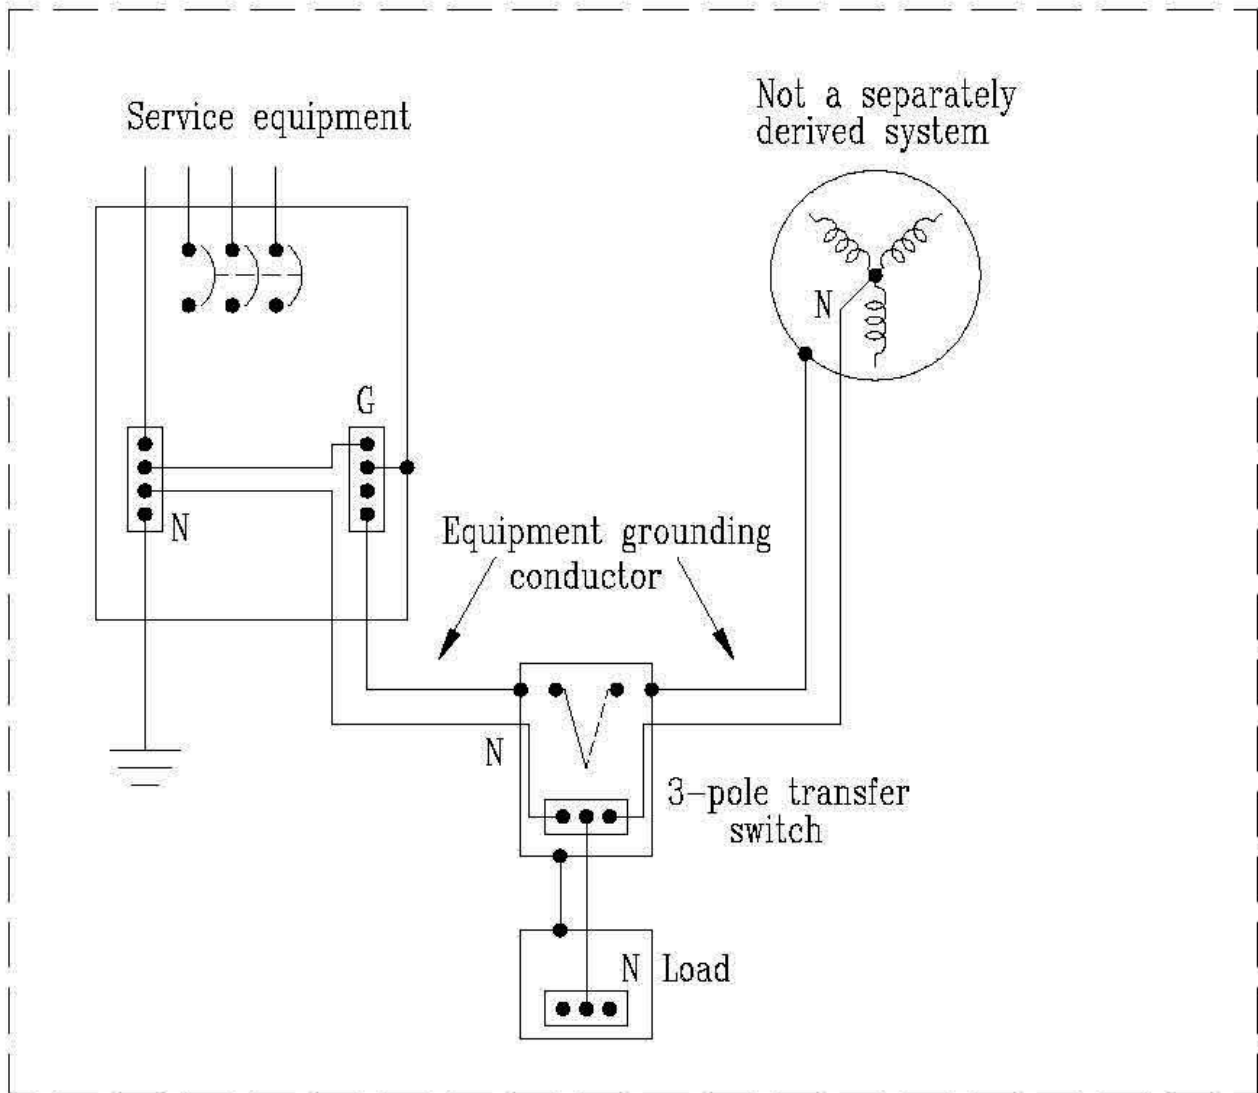 Service equipment
Not a separately
derived system
N
G
N
Equipment grounding
conductor
N
3-pole transfer
switch
N Load